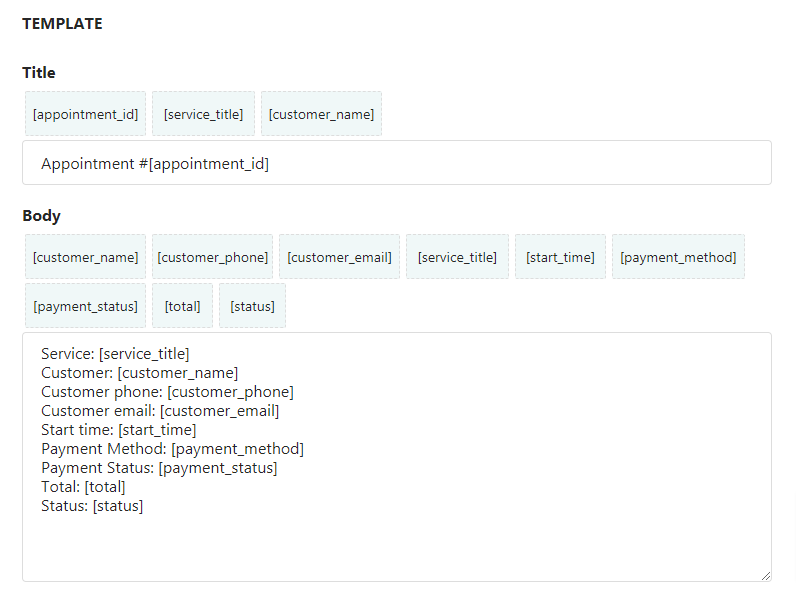 TEMPLATE
Title
[appointment_id] [service_title] [customer_name]
Appointment #[appointment_id]
Body
[customer_name] [customer_phone] [customer_email] [service_title] [start_time] [payment_method]
[payment_status] [total] [status]
Service: [service_title]
Customer: [customer_name]
Customer phone: [customer_phone]
Customer email: [customer_email]
Start time: [start_time]
Payment Method: [payment_method]
Payment Status: [payment_status]
Total: [total]
Status: [status]